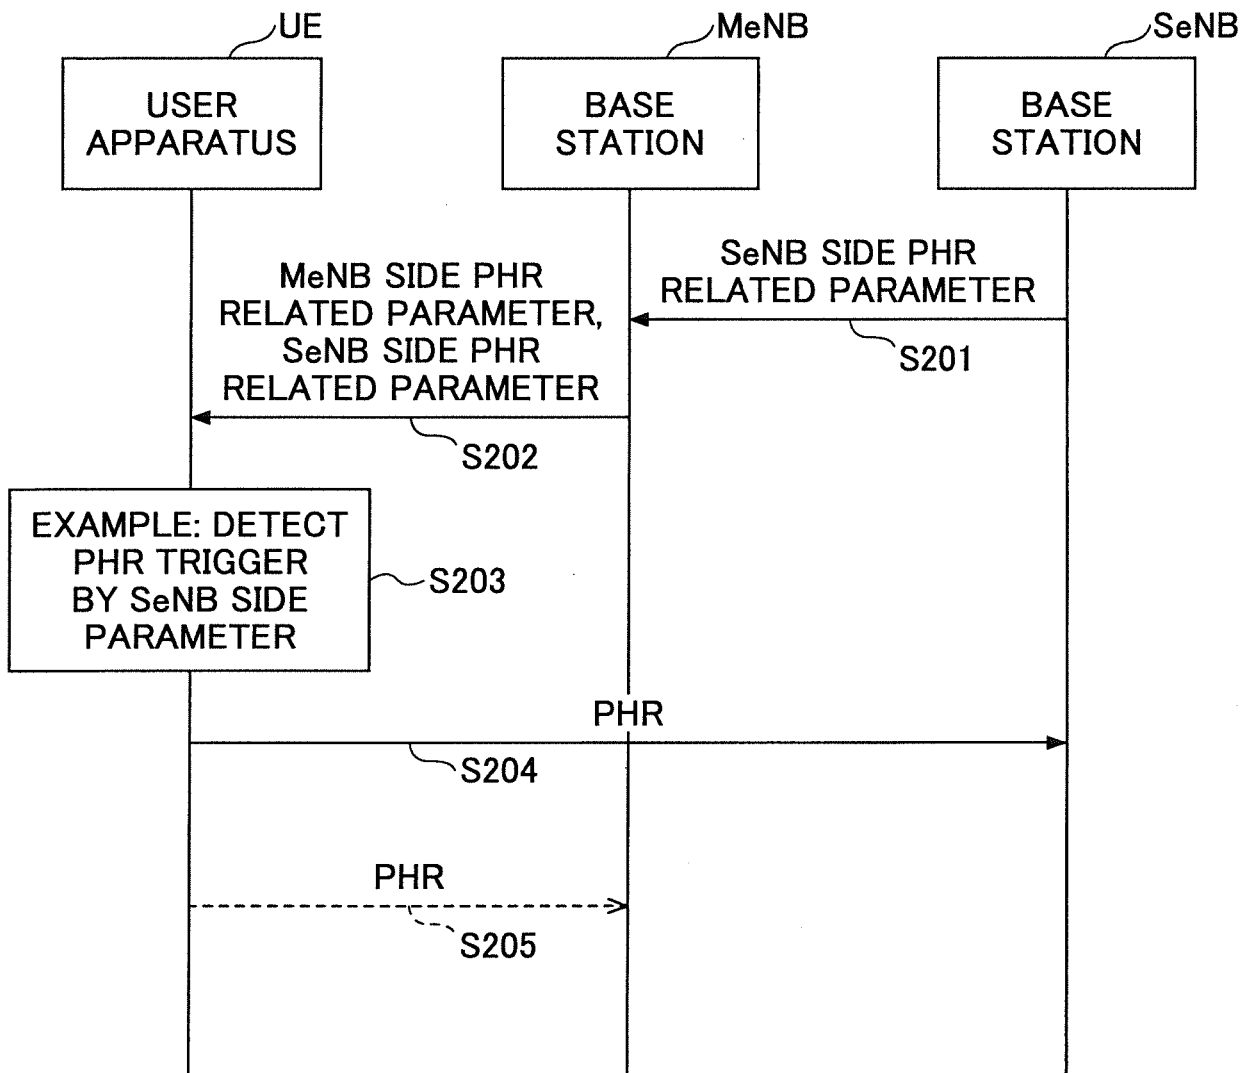 UE
MeNB
SeNB
USER
APPARATUS
BASE
STATION
BASE
STATION
SeNB SIDE PHR
RELATED PARAMETER
S201
MeNB SIDE PHR
RELATED PARAMETER,
SeNB SIDE PHR
RELATED PARAMETER
S202
EXAMPLE: DETECT
PHR TRIGGER
BY SeNB SIDE
PARAMETER
S203
PHR
S204
PHR
S205